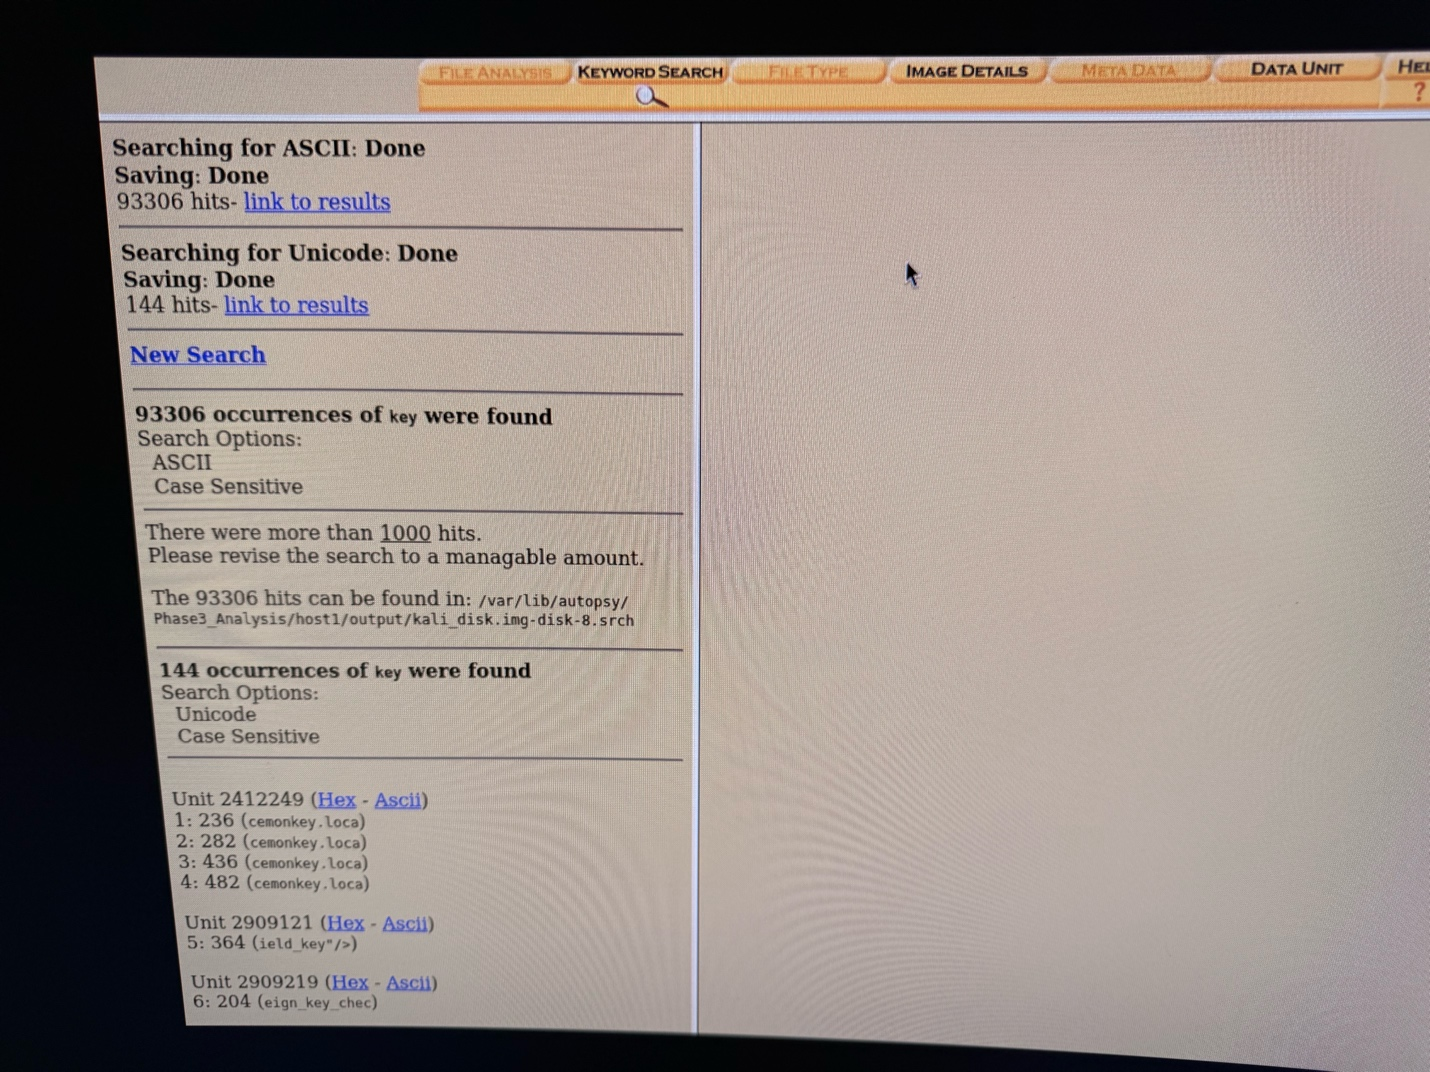 FILE ANALYSIS KEYWORD SEARCH FILE TYPE IMAGE DETAILS META DATA DATA UNIT HEL
?
Searching for ASCII: Done
Saving: Done
93306 hits- link to results
Searching for Unicode: Done
Saving: Done
144 hits- link to results
New Search
93306 occurrences of key were found
Search Options:
ASCII
Case Sensitive
There were more than 1000 hits.
Please revise the search to a managable amount.
The 93306 hits can be found in: /var/lib/autopsy/
Phase3_Analysis/host1/output/kali_disk.img-disk-8.srch
144 occurrences of key were found
Search Options:
Unicode
Case Sensitive
Unit 2412249 (Hex - Ascii)
1: 236 (cemonkey.loca)
2: 282 (cemonkey.loca)
3: 436 (cemonkey.loca)
4: 482 (cemonkey.loca)
Unit 2909121 (Hex - Ascii)
5: 364 (ield_key"/>)
Unit 2909219 (Hex - Ascii)
6: 204 (eign_key_chec)